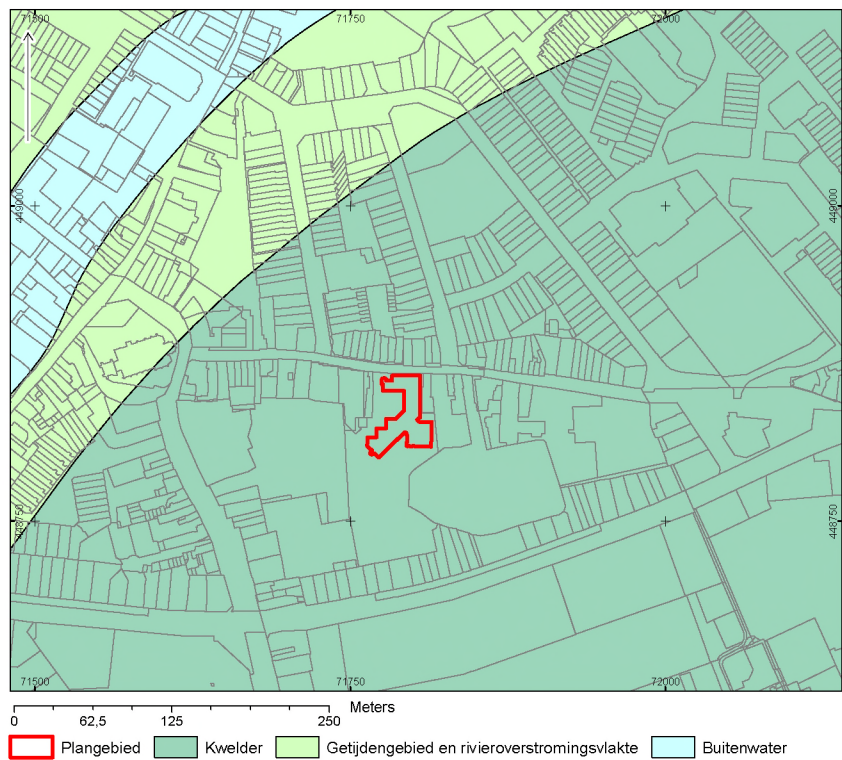 71500 71750 72000
449000 449000
448750 448750
71500 71750 72000
0 62,5 125 250 Meters
Plangebied Kwelder Getijdengebied en rivieroverstromingsvlakte Buitenwater